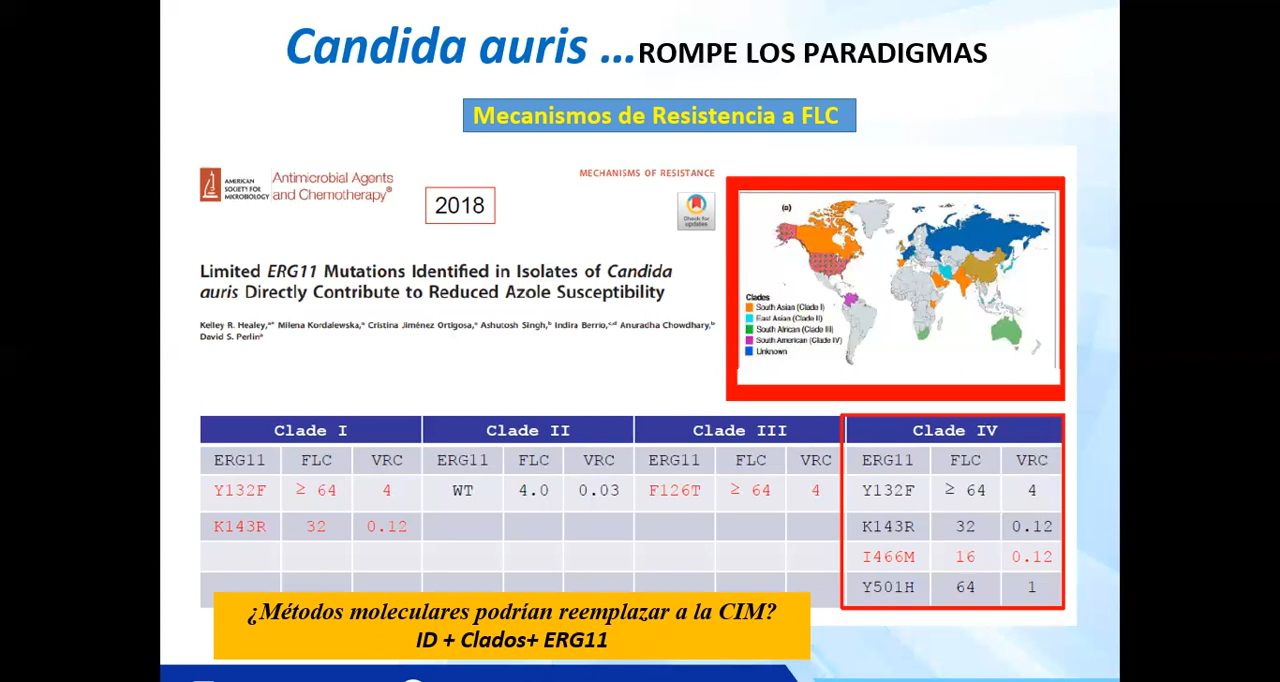 Candida auris ...ROMPE LOS PARADIGMAS
Mecanismos de Resistencia a FLC
AMERICAN
SOCIETY FOR
MICROBIOLOGY
Antimicrobial Agents
and Chemotherapy®
2018
MECHANISMS OF RESISTANCE
Check for
updates
Limited ERG11 Mutations Identified in Isolates of Candida
auris Directly Contribute to Reduced Azole Susceptibility
Kelley R. Healey,ᵃ* Milena Kordalewska,ᵃ Cristina Jiménez Ortigosa,ᵃ Ashutosh Singh,ᵇ Indira Berrio,ᶜ,ᵈ Anuradha Chowdhary,ᵇ
David S. Perlinᵃ
(a)
Clades
South Asian (Clade I)
East Asian (Clade II)
South African (Clade III)
South American (Clade IV)
Unknown
Clade I Clade II Clade III Clade IV
ERG11 FLC VRC ERG11 FLC VRC ERG11 FLC VRC ERG11 FLC VRC
Y132F ≥ 64 4 WT 4.0 0.03 F126T ≥ 64 4 Y132F ≥ 64 4
K143R 32 0.12 K143R 32 0.12
I466M 16 0.12
Y501H 64 1
¿Métodos moleculares podrían reemplazar a la CIM?
ID + Clados+ ERG11